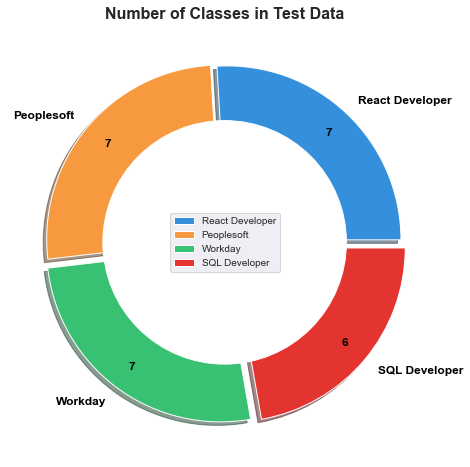 Number of Classes in Test Data
React Developer
7
Peoplesoft
7
React Developer
Peoplesoft
Workday
SQL Developer
6
SQL Developer
7
Workday